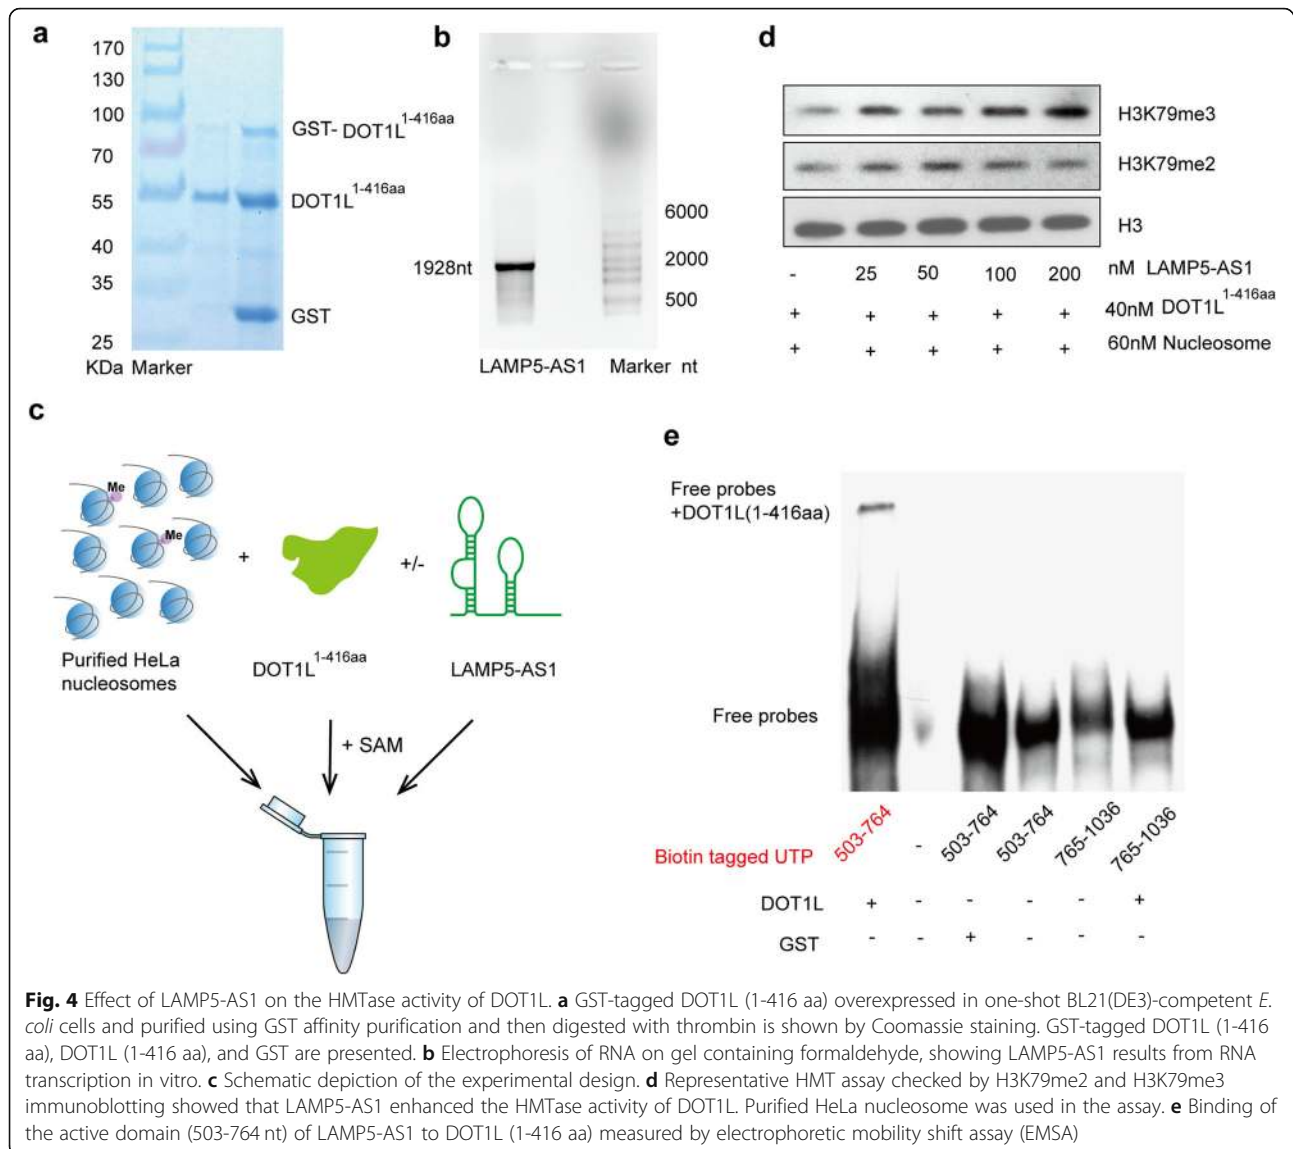 a
170
130
100
70
55
40
35
25
KDa Marker
GST- DOT1L1-416aa
DOT1L1-416aa
GST
b
1928nt
6000
2000
500
LAMP5-AS1 Marker nt
d
H3K79me3
H3K79me2
H3
- 25 50 100 200 nM LAMP5-AS1
+ + + + + 40nM DOT1L1-416aa
+ + + + + 60nM Nucleosome
c
Me
Me
+
+/-
Purified HeLa
nucleosomes
DOT1L1-416aa
LAMP5-AS1
+ SAM
e
Free probes
+DOT1L(1-416aa)
Free probes
Biotin tagged UTP 503-764 - 503-764 503-764 765-1036 765-1036
DOT1L + - - - - +
GST - - + - - -
Fig. 4 Effect of LAMP5-AS1 on the HMTase activity of DOT1L. a GST-tagged DOT1L (1-416 aa) overexpressed in one-shot BL21(DE3)-competent E.
coli cells and purified using GST affinity purification and then digested with thrombin is shown by Coomassie staining. GST-tagged DOT1L (1-416
aa), DOT1L (1-416 aa), and GST are presented. b Electrophoresis of RNA on gel containing formaldehyde, showing LAMP5-AS1 results from RNA
transcription in vitro. c Schematic depiction of the experimental design. d Representative HMT assay checked by H3K79me2 and H3K79me3
immunoblotting showed that LAMP5-AS1 enhanced the HMTase activity of DOT1L. Purified HeLa nucleosome was used in the assay. e Binding of
the active domain (503-764 nt) of LAMP5-AS1 to DOT1L (1-416 aa) measured by electrophoretic mobility shift assay (EMSA)